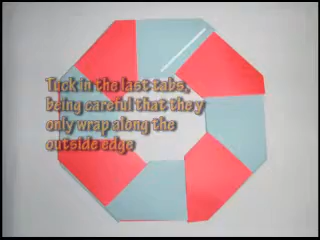 Tuck in the last tabs,
being careful that they
only wrap along the
outside edge